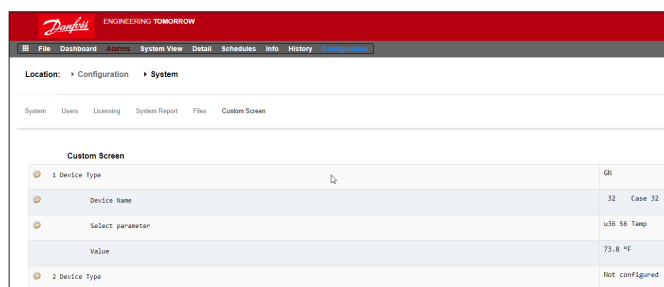 Danfoss ENGINEERING TOMORROW
File Dashboard Alarms System View Detail Schedules Info History Configuration
Location: Configuration System
System Users Licensing System Report Files Custom Screen
Custom Screen
1 Device Type GN
Device Name 32 Case 32
Select parameter u36 S6 Temp
Value 73.8 °F
2 Device Type Not configured